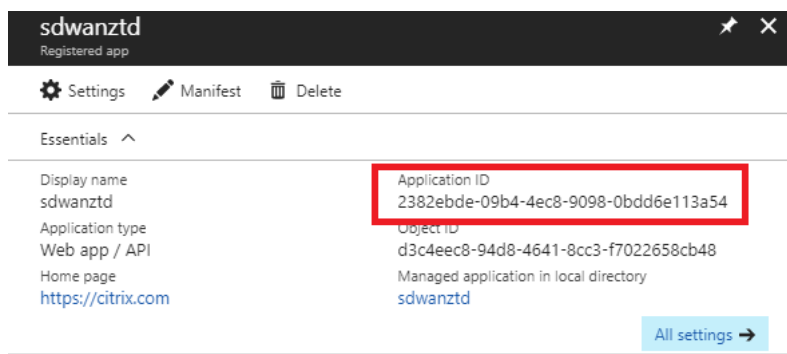 sdwanztd
Registered app
Settings Manifest Delete
Essentials
Display name
sdwanztd
Application type
Web app / API
Home page
https://citrix.com
Application ID
2382ebde-09b4-4ec8-9098-0bdd6e113a54
Object ID
d3c4eec8-94d8-4641-8cc3-f7022658cb48
Managed application in local directory
sdwanztd
All settings